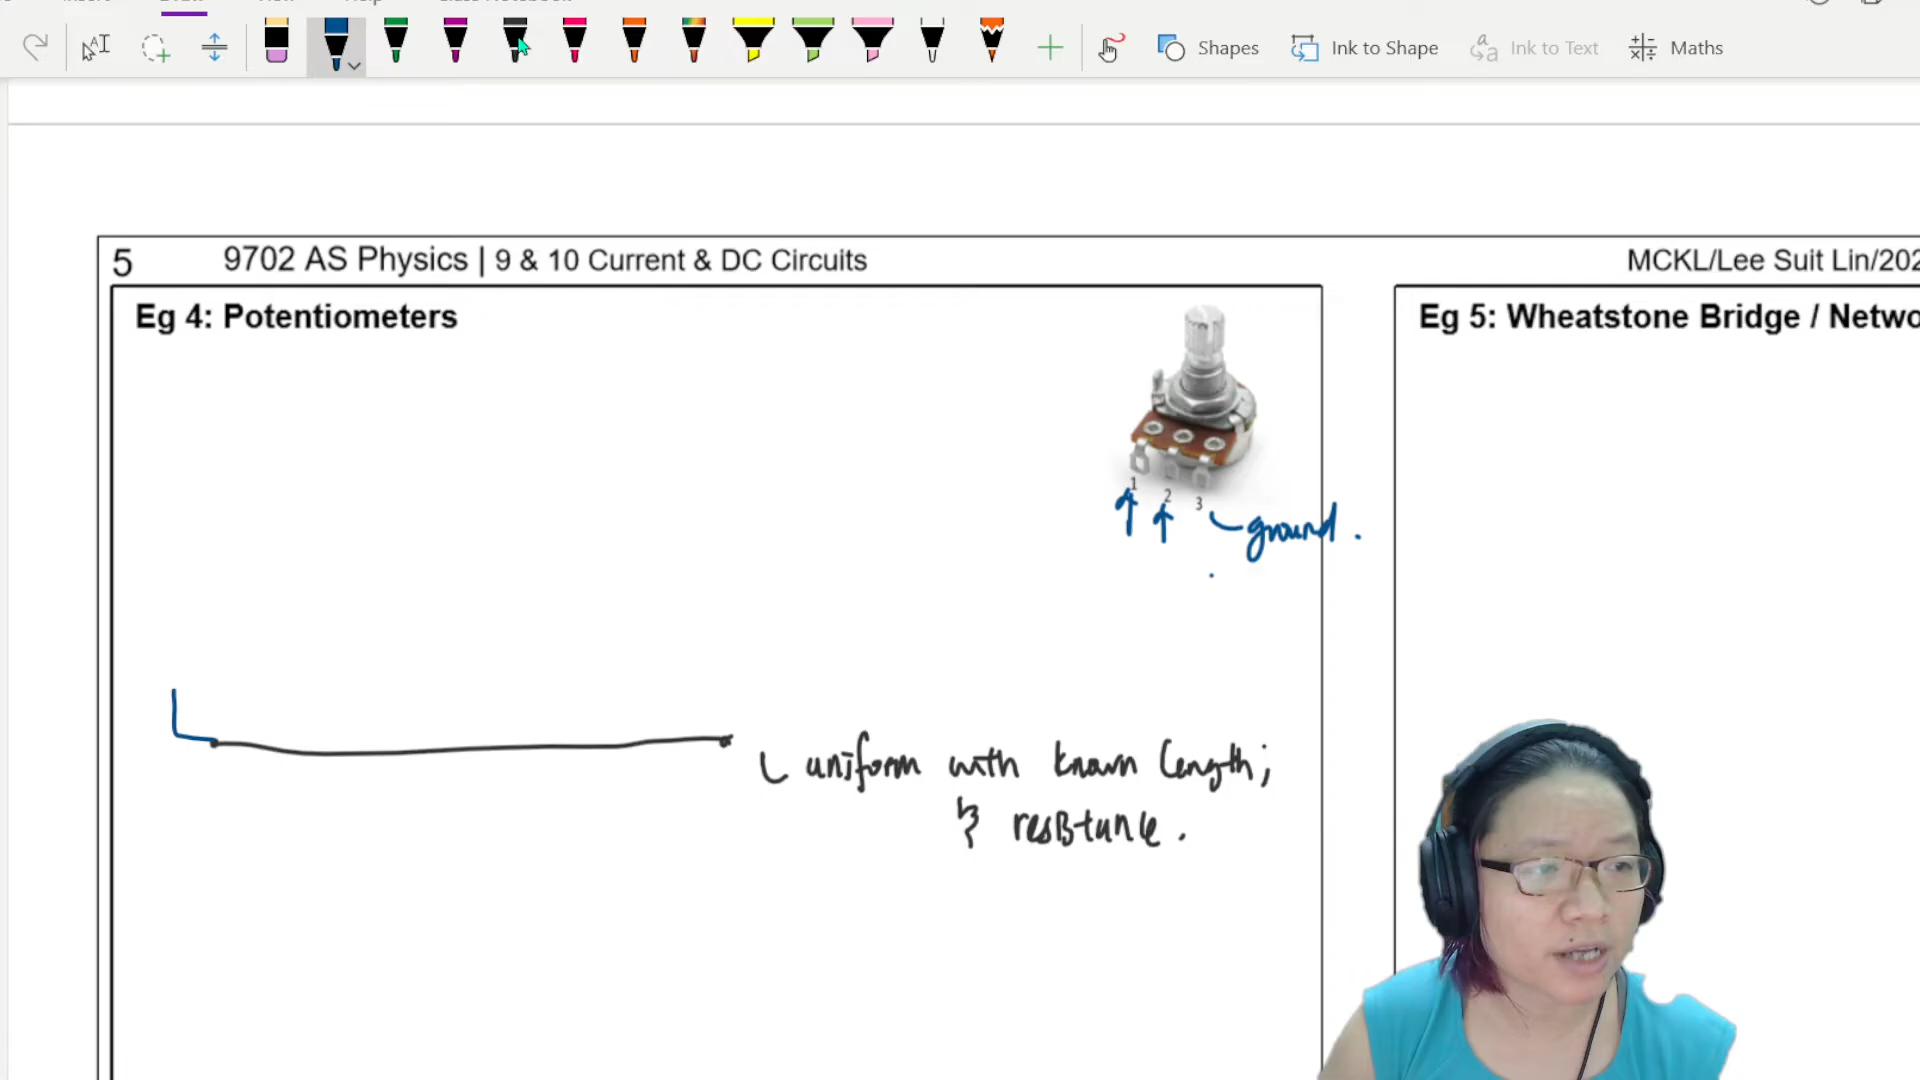 Shapes
Ink to Shape
Ink to Text
Maths
5 9702 AS Physics | 9 & 10 Current & DC Circuits
MCKL/Lee Suit Lin/202
Eg 4: Potentiometers
Eg 5: Wheatstone Bridge / Netwo
1
2
3
ground.
uniform with known length;
& resistance.